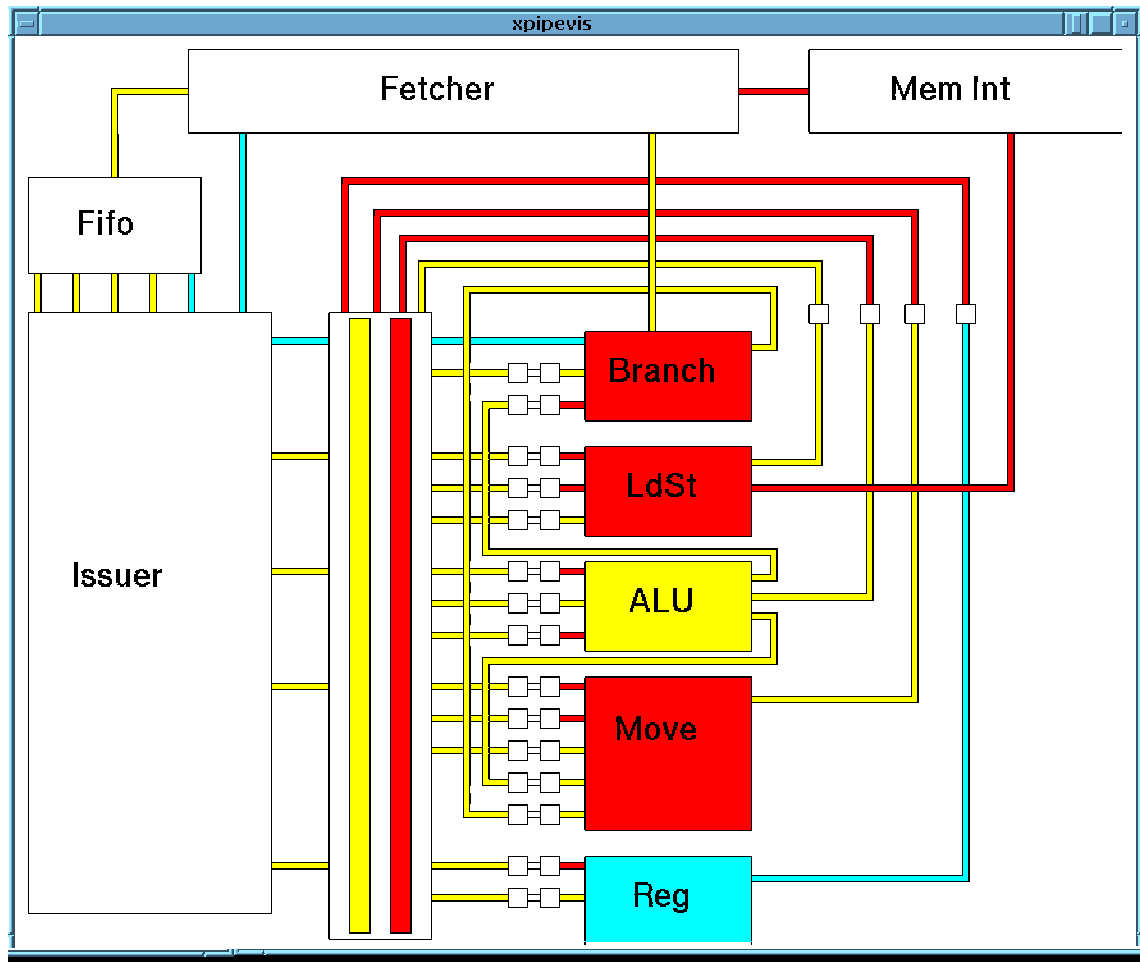 xpipevis
Fetcher
Mem Int
Fifo
Branch
LdSt
Issuer
ALU
Move
Reg